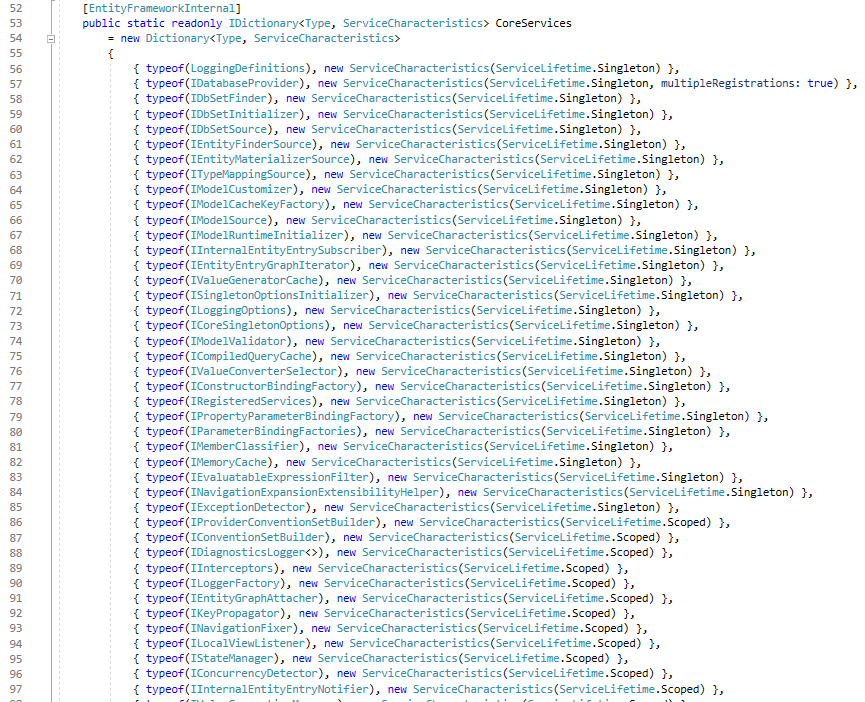 52 [EntityFrameworkInternal]
53 public static readonly IDictionary<Type, ServiceCharacteristics> CoreServices
54 = new Dictionary<Type, ServiceCharacteristics>
55 {
56 { typeof(LoggingDefinitions), new ServiceCharacteristics(ServiceLifetime.Singleton) },
57 { typeof(IDatabaseProvider), new ServiceCharacteristics(ServiceLifetime.Singleton, multipleRegistrations: true) },
58 { typeof(IDbSetFinder), new ServiceCharacteristics(ServiceLifetime.Singleton) },
59 { typeof(IDbSetInitializer), new ServiceCharacteristics(ServiceLifetime.Singleton) },
60 { typeof(IDbSetSource), new ServiceCharacteristics(ServiceLifetime.Singleton) },
61 { typeof(IEntityFinderSource), new ServiceCharacteristics(ServiceLifetime.Singleton) },
62 { typeof(IEntityMaterializerSource), new ServiceCharacteristics(ServiceLifetime.Singleton) },
63 { typeof(ITypeMappingSource), new ServiceCharacteristics(ServiceLifetime.Singleton) },
64 { typeof(IModelCustomizer), new ServiceCharacteristics(ServiceLifetime.Singleton) },
65 { typeof(IModelCacheKeyFactory), new ServiceCharacteristics(ServiceLifetime.Singleton) },
66 { typeof(IModelSource), new ServiceCharacteristics(ServiceLifetime.Singleton) },
67 { typeof(IModelRuntimeInitializer), new ServiceCharacteristics(ServiceLifetime.Singleton) },
68 { typeof(IInternalEntityEntrySubscriber), new ServiceCharacteristics(ServiceLifetime.Singleton) },
69 { typeof(IEntityEntryGraphIterator), new ServiceCharacteristics(ServiceLifetime.Singleton) },
70 { typeof(IValueGeneratorCache), new ServiceCharacteristics(ServiceLifetime.Singleton) },
71 { typeof(ISingletonOptionsInitializer), new ServiceCharacteristics(ServiceLifetime.Singleton) },
72 { typeof(ILoggingOptions), new ServiceCharacteristics(ServiceLifetime.Singleton) },
73 { typeof(ICoreSingletonOptions), new ServiceCharacteristics(ServiceLifetime.Singleton) },
74 { typeof(IModelValidator), new ServiceCharacteristics(ServiceLifetime.Singleton) },
75 { typeof(ICompiledQueryCache), new ServiceCharacteristics(ServiceLifetime.Singleton) },
76 { typeof(IValueConverterSelector), new ServiceCharacteristics(ServiceLifetime.Singleton) },
77 { typeof(IConstructorBindingFactory), new ServiceCharacteristics(ServiceLifetime.Singleton) },
78 { typeof(IRegisteredServices), new ServiceCharacteristics(ServiceLifetime.Singleton) },
79 { typeof(IPropertyParameterBindingFactory), new ServiceCharacteristics(ServiceLifetime.Singleton) },
80 { typeof(IParameterBindingFactories), new ServiceCharacteristics(ServiceLifetime.Singleton) },
81 { typeof(IMemberClassifier), new ServiceCharacteristics(ServiceLifetime.Singleton) },
82 { typeof(IMemoryCache), new ServiceCharacteristics(ServiceLifetime.Singleton) },
83 { typeof(IEvaluatableExpressionFilter), new ServiceCharacteristics(ServiceLifetime.Singleton) },
84 { typeof(INavigationExpansionExtensibilityHelper), new ServiceCharacteristics(ServiceLifetime.Singleton) },
85 { typeof(IExceptionDetector), new ServiceCharacteristics(ServiceLifetime.Singleton) },
86 { typeof(IProviderConventionSetBuilder), new ServiceCharacteristics(ServiceLifetime.Scoped) },
87 { typeof(IConventionSetBuilder), new ServiceCharacteristics(ServiceLifetime.Scoped) },
88 { typeof(IDiagnosticsLogger<>), new ServiceCharacteristics(ServiceLifetime.Scoped) },
89 { typeof(IInterceptors), new ServiceCharacteristics(ServiceLifetime.Scoped) },
90 { typeof(ILoggerFactory), new ServiceCharacteristics(ServiceLifetime.Scoped) },
91 { typeof(IEntityGraphAttacher), new ServiceCharacteristics(ServiceLifetime.Scoped) },
92 { typeof(IKeyPropagator), new ServiceCharacteristics(ServiceLifetime.Scoped) },
93 { typeof(INavigationFixer), new ServiceCharacteristics(ServiceLifetime.Scoped) },
94 { typeof(ILocalViewListener), new ServiceCharacteristics(ServiceLifetime.Scoped) },
95 { typeof(IStateManager), new ServiceCharacteristics(ServiceLifetime.Scoped) },
96 { typeof(IConcurrencyDetector), new ServiceCharacteristics(ServiceLifetime.Scoped) },
97 { typeof(IInternalEntityEntryNotifier), new ServiceCharacteristics(ServiceLifetime.Scoped) },